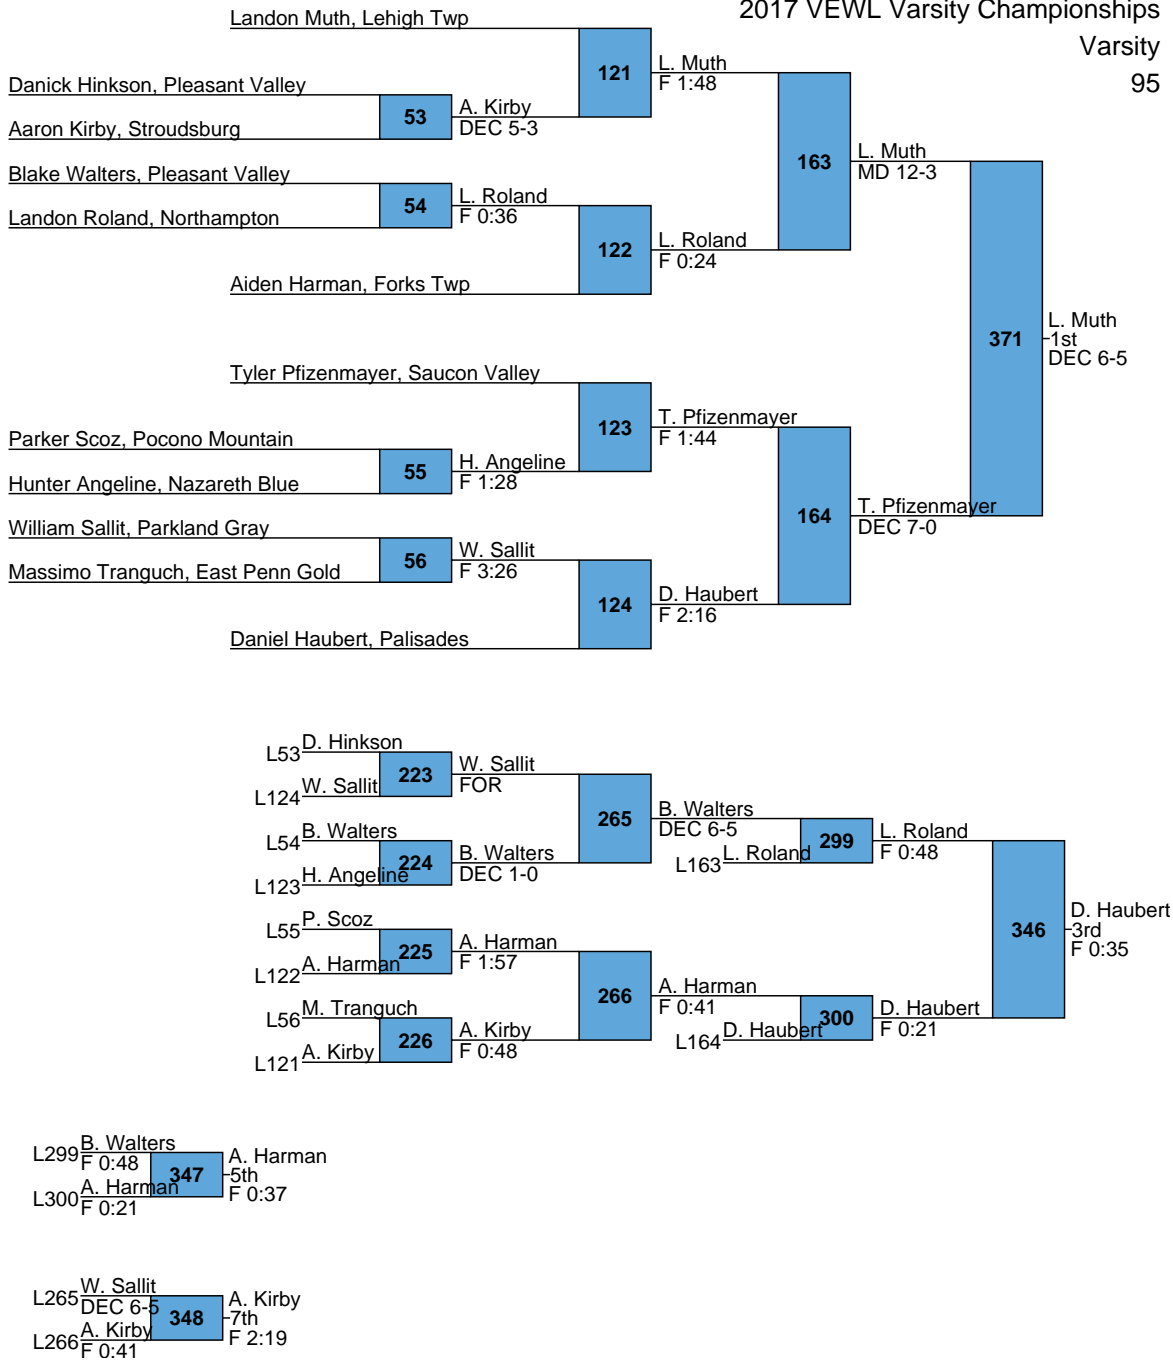 2017 VEWL Varsity Championships
Varsity
95
Landon Muth, Lehigh Twp
121
L. Muth
F 1:48
Danick Hinkson, Pleasant Valley
53
A. Kirby
DEC 5-3
Aaron Kirby, Stroudsburg
163
L. Muth
MD 12-3
Blake Walters, Pleasant Valley
54
L. Roland
F 0:36
Landon Roland, Northampton
122
L. Roland
F 0:24
Aiden Harman, Forks Twp
371
L. Muth
1st
DEC 6-5
Tyler Pfizenmayer, Saucon Valley
123
T. Pfizenmayer
F 1:44
Parker Scoz, Pocono Mountain
55
H. Angeline
F 1:28
Hunter Angeline, Nazareth Blue
164
T. Pfizenmayer
DEC 7-0
William Sallit, Parkland Gray
56
W. Sallit
F 3:26
Massimo Tranguch, East Penn Gold
124
D. Haubert
F 2:16
Daniel Haubert, Palisades
L53 D. Hinkson
223
W. Sallit
FOR
L124 W. Sallit
265
B. Walters
DEC 6-5
L54 B. Walters
224
B. Walters
DEC 1-0
L123 H. Angeline
299
L. Roland
F 0:48
L163 L. Roland
L55 P. Scoz
225
A. Harman
F 1:57
L122 A. Harman
346
D. Haubert
3rd
F 0:35
266
A. Harman
F 0:41
L56 M. Tranguch
226
A. Kirby
F 0:48
L121 A. Kirby
300
D. Haubert
F 0:21
L164 D. Haubert
L299 B. Walters
F 0:48
347
A. Harman
5th
F 0:37
L300 A. Harman
F 0:21
L265 W. Sallit
DEC 6-5
348
A. Kirby
7th
F 2:19
L266 A. Kirby
F 0:41